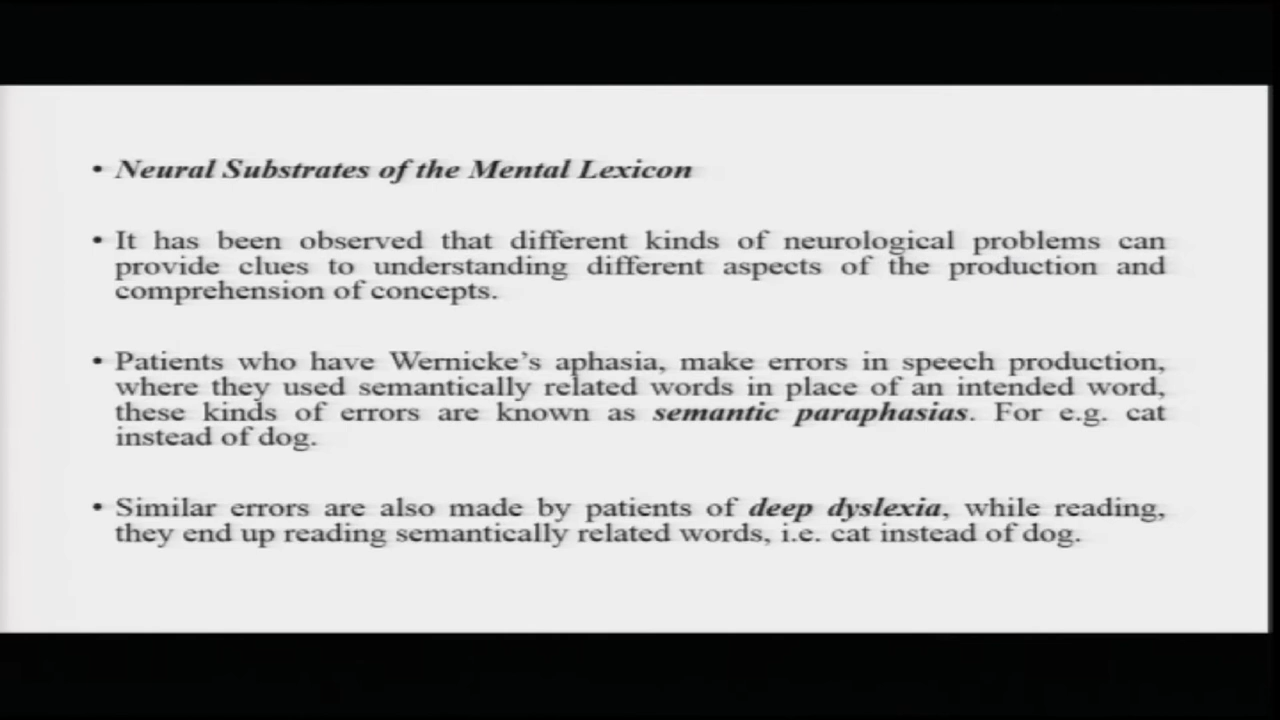 • Neural Substrates of the Mental Lexicon
• It has been observed that different kinds of neurological problems can
provide clues to understanding different aspects of the production and
comprehension of concepts.
• Patients who have Wernicke's aphasia, make errors in speech production,
where they used semantically related words in place of an intended word,
these kinds of errors are known as semantic paraphasias. For e.g. cat
instead of dog.
• Similar errors are also made by patients of deep dyslexia, while reading,
they end up reading semantically related words, i.e. cat instead of dog.